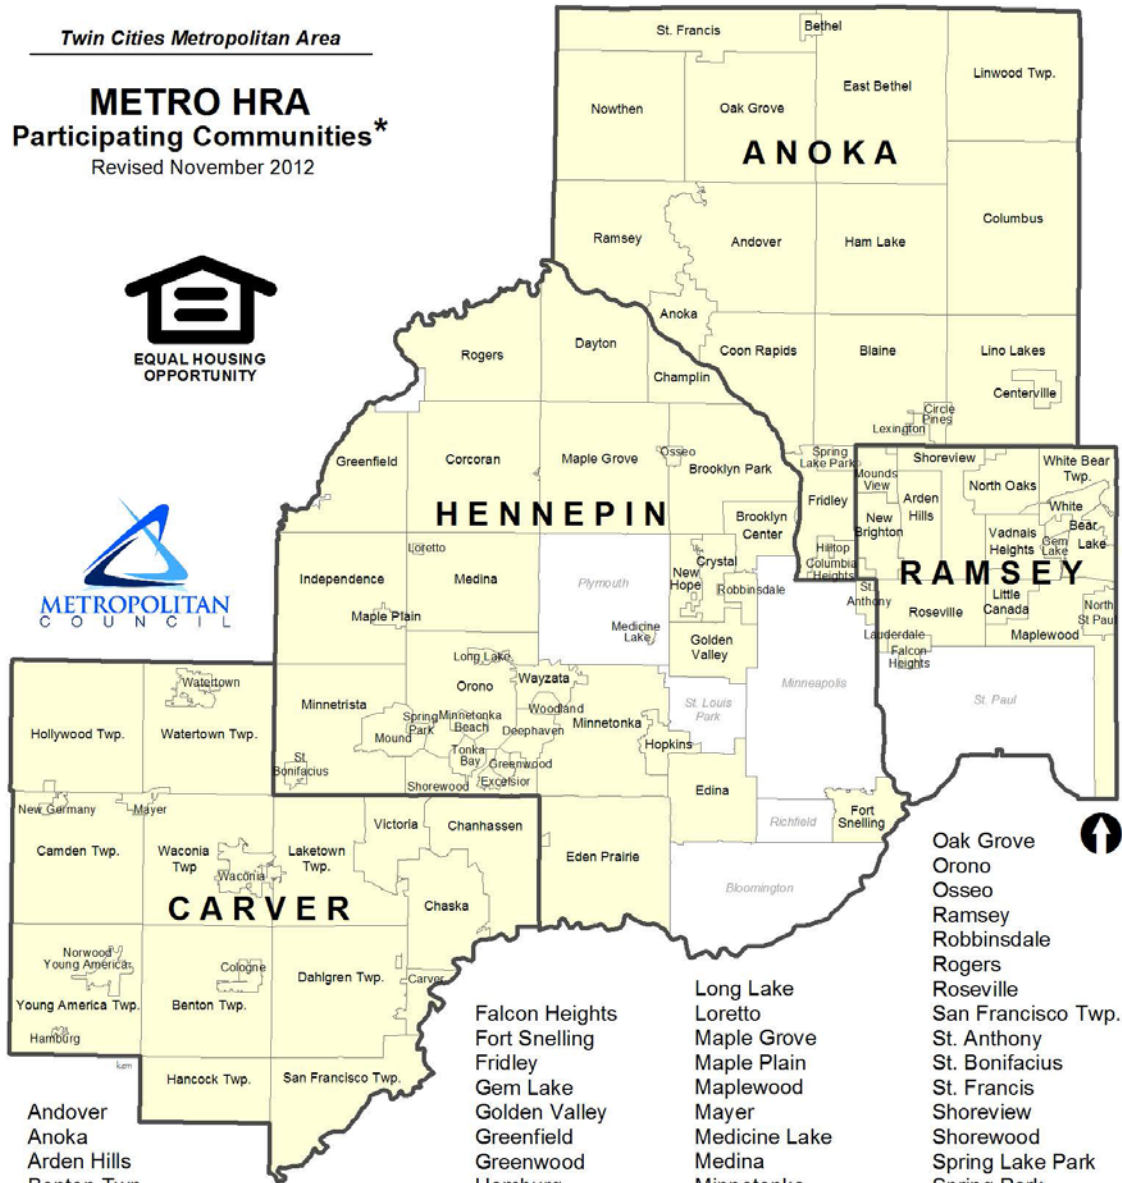 Twin Cities Metropolitan Area
METRO HRA
Participating Communities*
Revised November 2012
EQUAL HOUSING
OPPORTUNITY
METROPOLITAN
COUNCIL
St. Francis
Bethel
Linwood Twp.
East Bethel
Nowthen
Oak Grove
ANOKA
Columbus
Ramsey
Andover
Ham Lake
Anoka
Dayton
Rogers
Coon Rapids
Blaine
Lino Lakes
Champlin
Centerville
Circle
Pines
Lexington
Greenfield
Corcoran
Maple Grove
Osseo
Brooklyn Park
HENNEPIN
Brooklyn
Center
Spring
Lake Park
Fridley
Hilltop
Columbia
Heights
Mounds
View
Shoreview
White Bear
Twp.
North Oaks
Arden
Hills
New
Brighton
White
Bear
Lake
Vadnais
Heights
Gem
Lake
RAMSEY
St.
Anthony
Roseville
Little
Canada
North
St Paul
Maplewood
Lauderdale
Falcon
Heights
St. Paul
Loretto
Independence
Medina
Plymouth
New
Hope
Crystal
Robbinsdale
Maple Plain
Medicine
Lake
Golden
Valley
Minneapolis
Long Lake
Orono
Wayzata
Minnetrista
Woodland
St. Louis
Park
Spring
Park
Minnetonka
Beach
Mound
Deephaven
Minnetonka
Hopkins
Tonka
Bay
Greenwood
Excelsior
Shorewood
St
Bonifacius
Edina
Richfield
Fort
Snelling
Eden Prairie
Bloomington
Watertown
Hollywood Twp.
Watertown Twp.
New Germany
Mayer
Camden Twp.
Waconia
Twp
Waconia
Laketown
Twp.
Victoria
Chanhassen
CARVER
Chaska
Norwood
Young America
Cologne
Dahlgren Twp.
Carver
Young America Twp.
Benton Twp.
Hamburg
kem
Hancock Twp.
San Francisco Twp.
Andover
Anoka
Arden Hills
Benton Twp.
Falcon Heights
Fort Snelling
Fridley
Gem Lake
Golden Valley
Greenfield
Greenwood
Hamburg
Long Lake
Loretto
Maple Grove
Maple Plain
Maplewood
Mayer
Medicine Lake
Medina
Minnetonka
Oak Grove
Orono
Osseo
Ramsey
Robbinsdale
Rogers
Roseville
San Francisco Twp.
St. Anthony
St. Bonifacius
St. Francis
Shoreview
Shorewood
Spring Lake Park
Spring Park